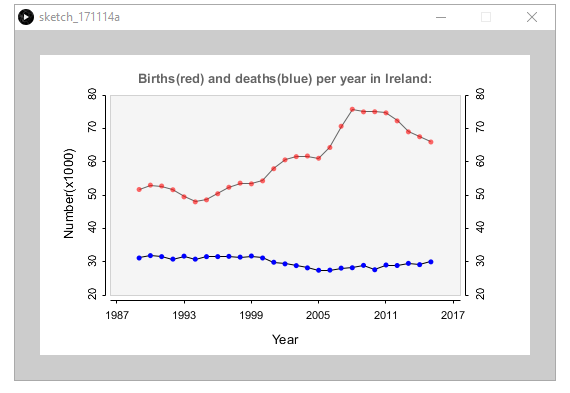 sketch_171114a
Births(red) and deaths(blue) per year in Ireland:
80 80
70 70
60 60
50 50
40 40
30 30
20 20
Number(x1000)
1987 1993 1999 2005 2011 2017
Year